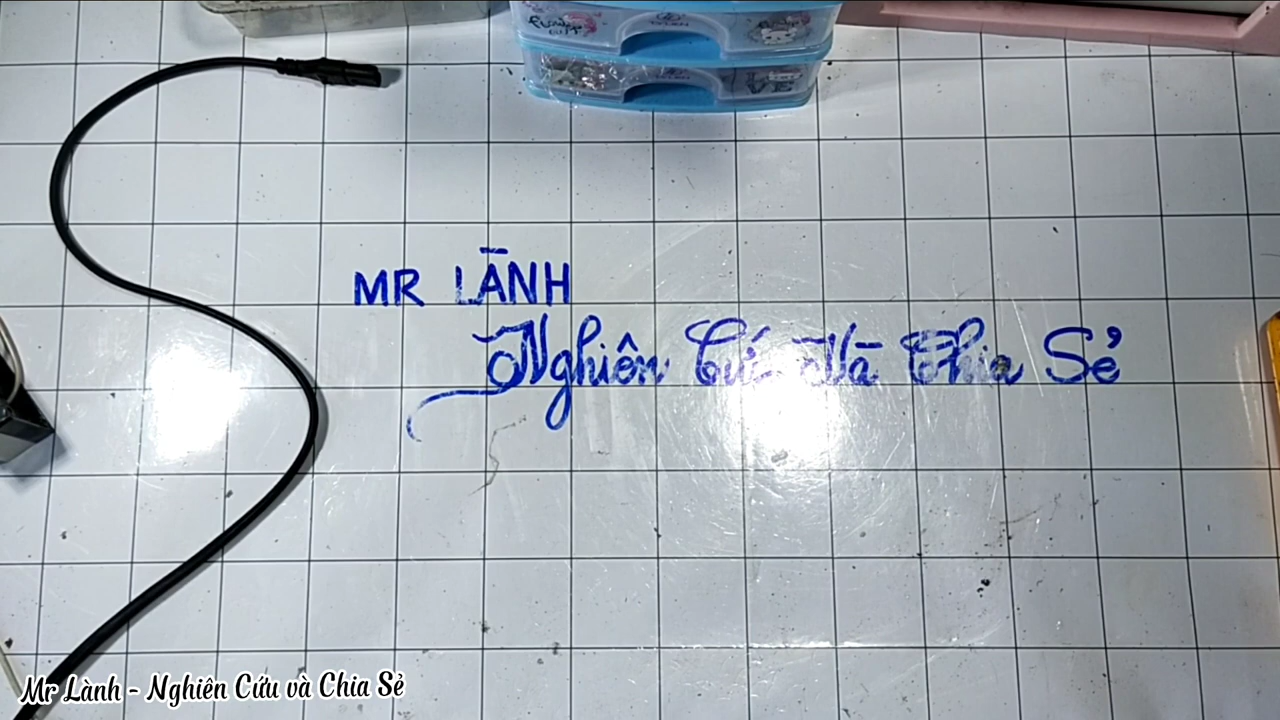 MR LÀNH
Nghiên Cứu Và Chia Sẻ
Mr Lành - Nghiên Cứu và Chia Sẻ